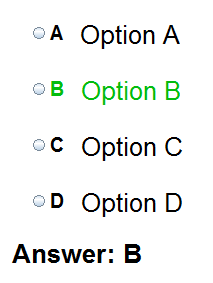 A Option A
B Option B
C Option C
D Option D
Answer: B